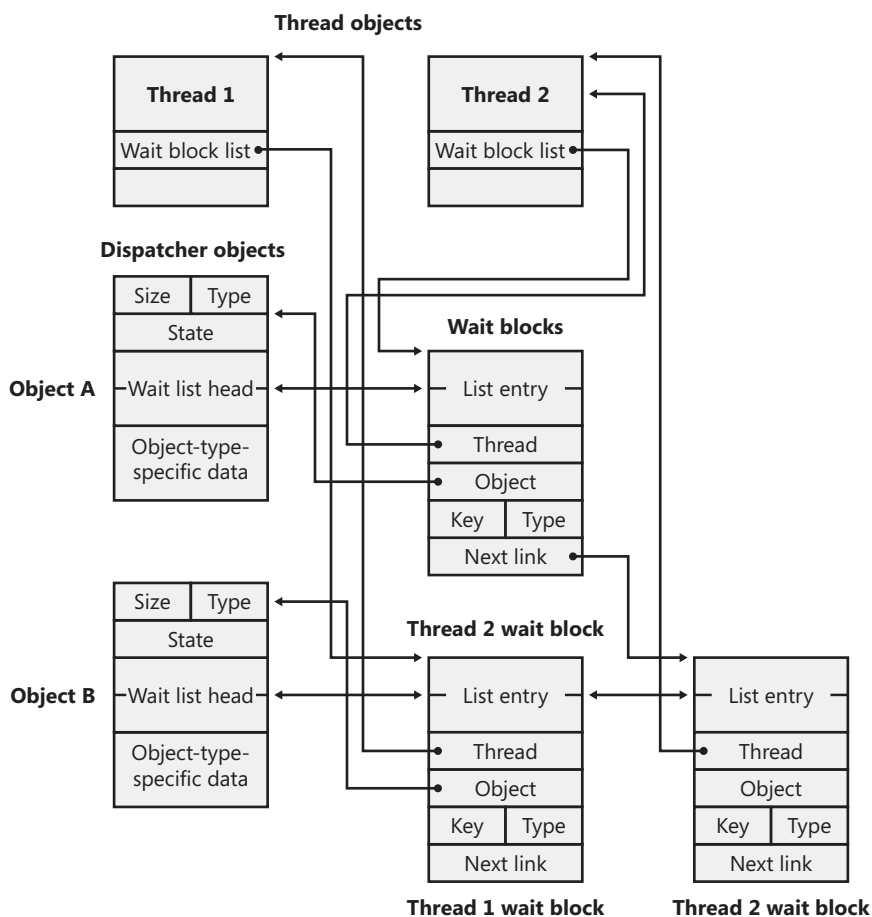 Thread objects
Thread 1
Wait block list
Thread 2
Wait block list
Dispatcher objects
Object A
Size Type
State
Wait list head
Object-type-
specific data
Wait blocks
List entry
Thread
Object
Key Type
Next link
Thread 2 wait block
Object B
Size Type
State
Wait list head
Object-type-
specific data
List entry
Thread
Object
Key Type
Next link
Thread 1 wait block
List entry
Thread
Object
Key Type
Next link
Thread 2 wait block